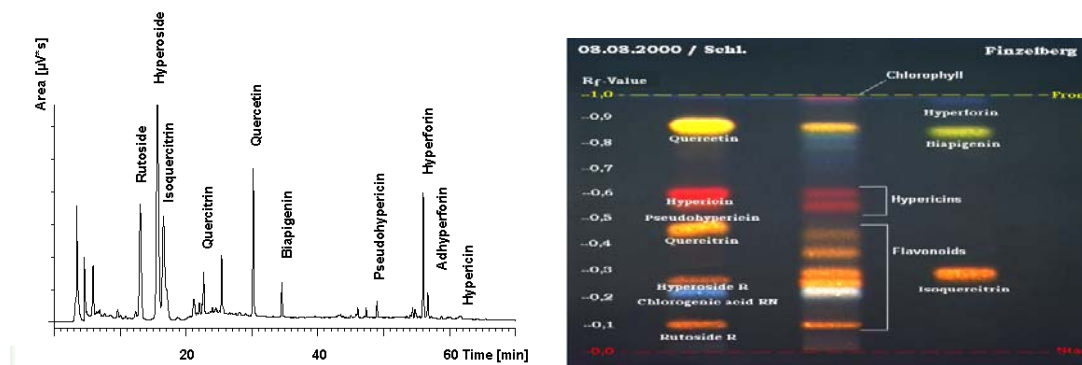 Area [µV*s]
Rutoside
Hyperoside
Isoquercitrin
Quercitrin
Quercetin
Biapigenin
Pseudohypericin
Hyperforin
Adhyperforin
Hypericin
20
40
60 Time [min]
08.08.2000 / Schl.
Finzelberg
Rf-Value
Chlorophyll
--1,0
Fron
--0,9
Hyperforin
Quercetin
Biapigenin
--0,8
--0,7
--0,6
Hypericin
Hypericins
--0,5
Pseudohypericin
Quercitrin
--0,4
Flavonoids
--0,3
Hyperoside R
Isoquercitrin
--0,2
Chlorogenic acid RN
--0,1
Rutoside R
--0,0
Sta